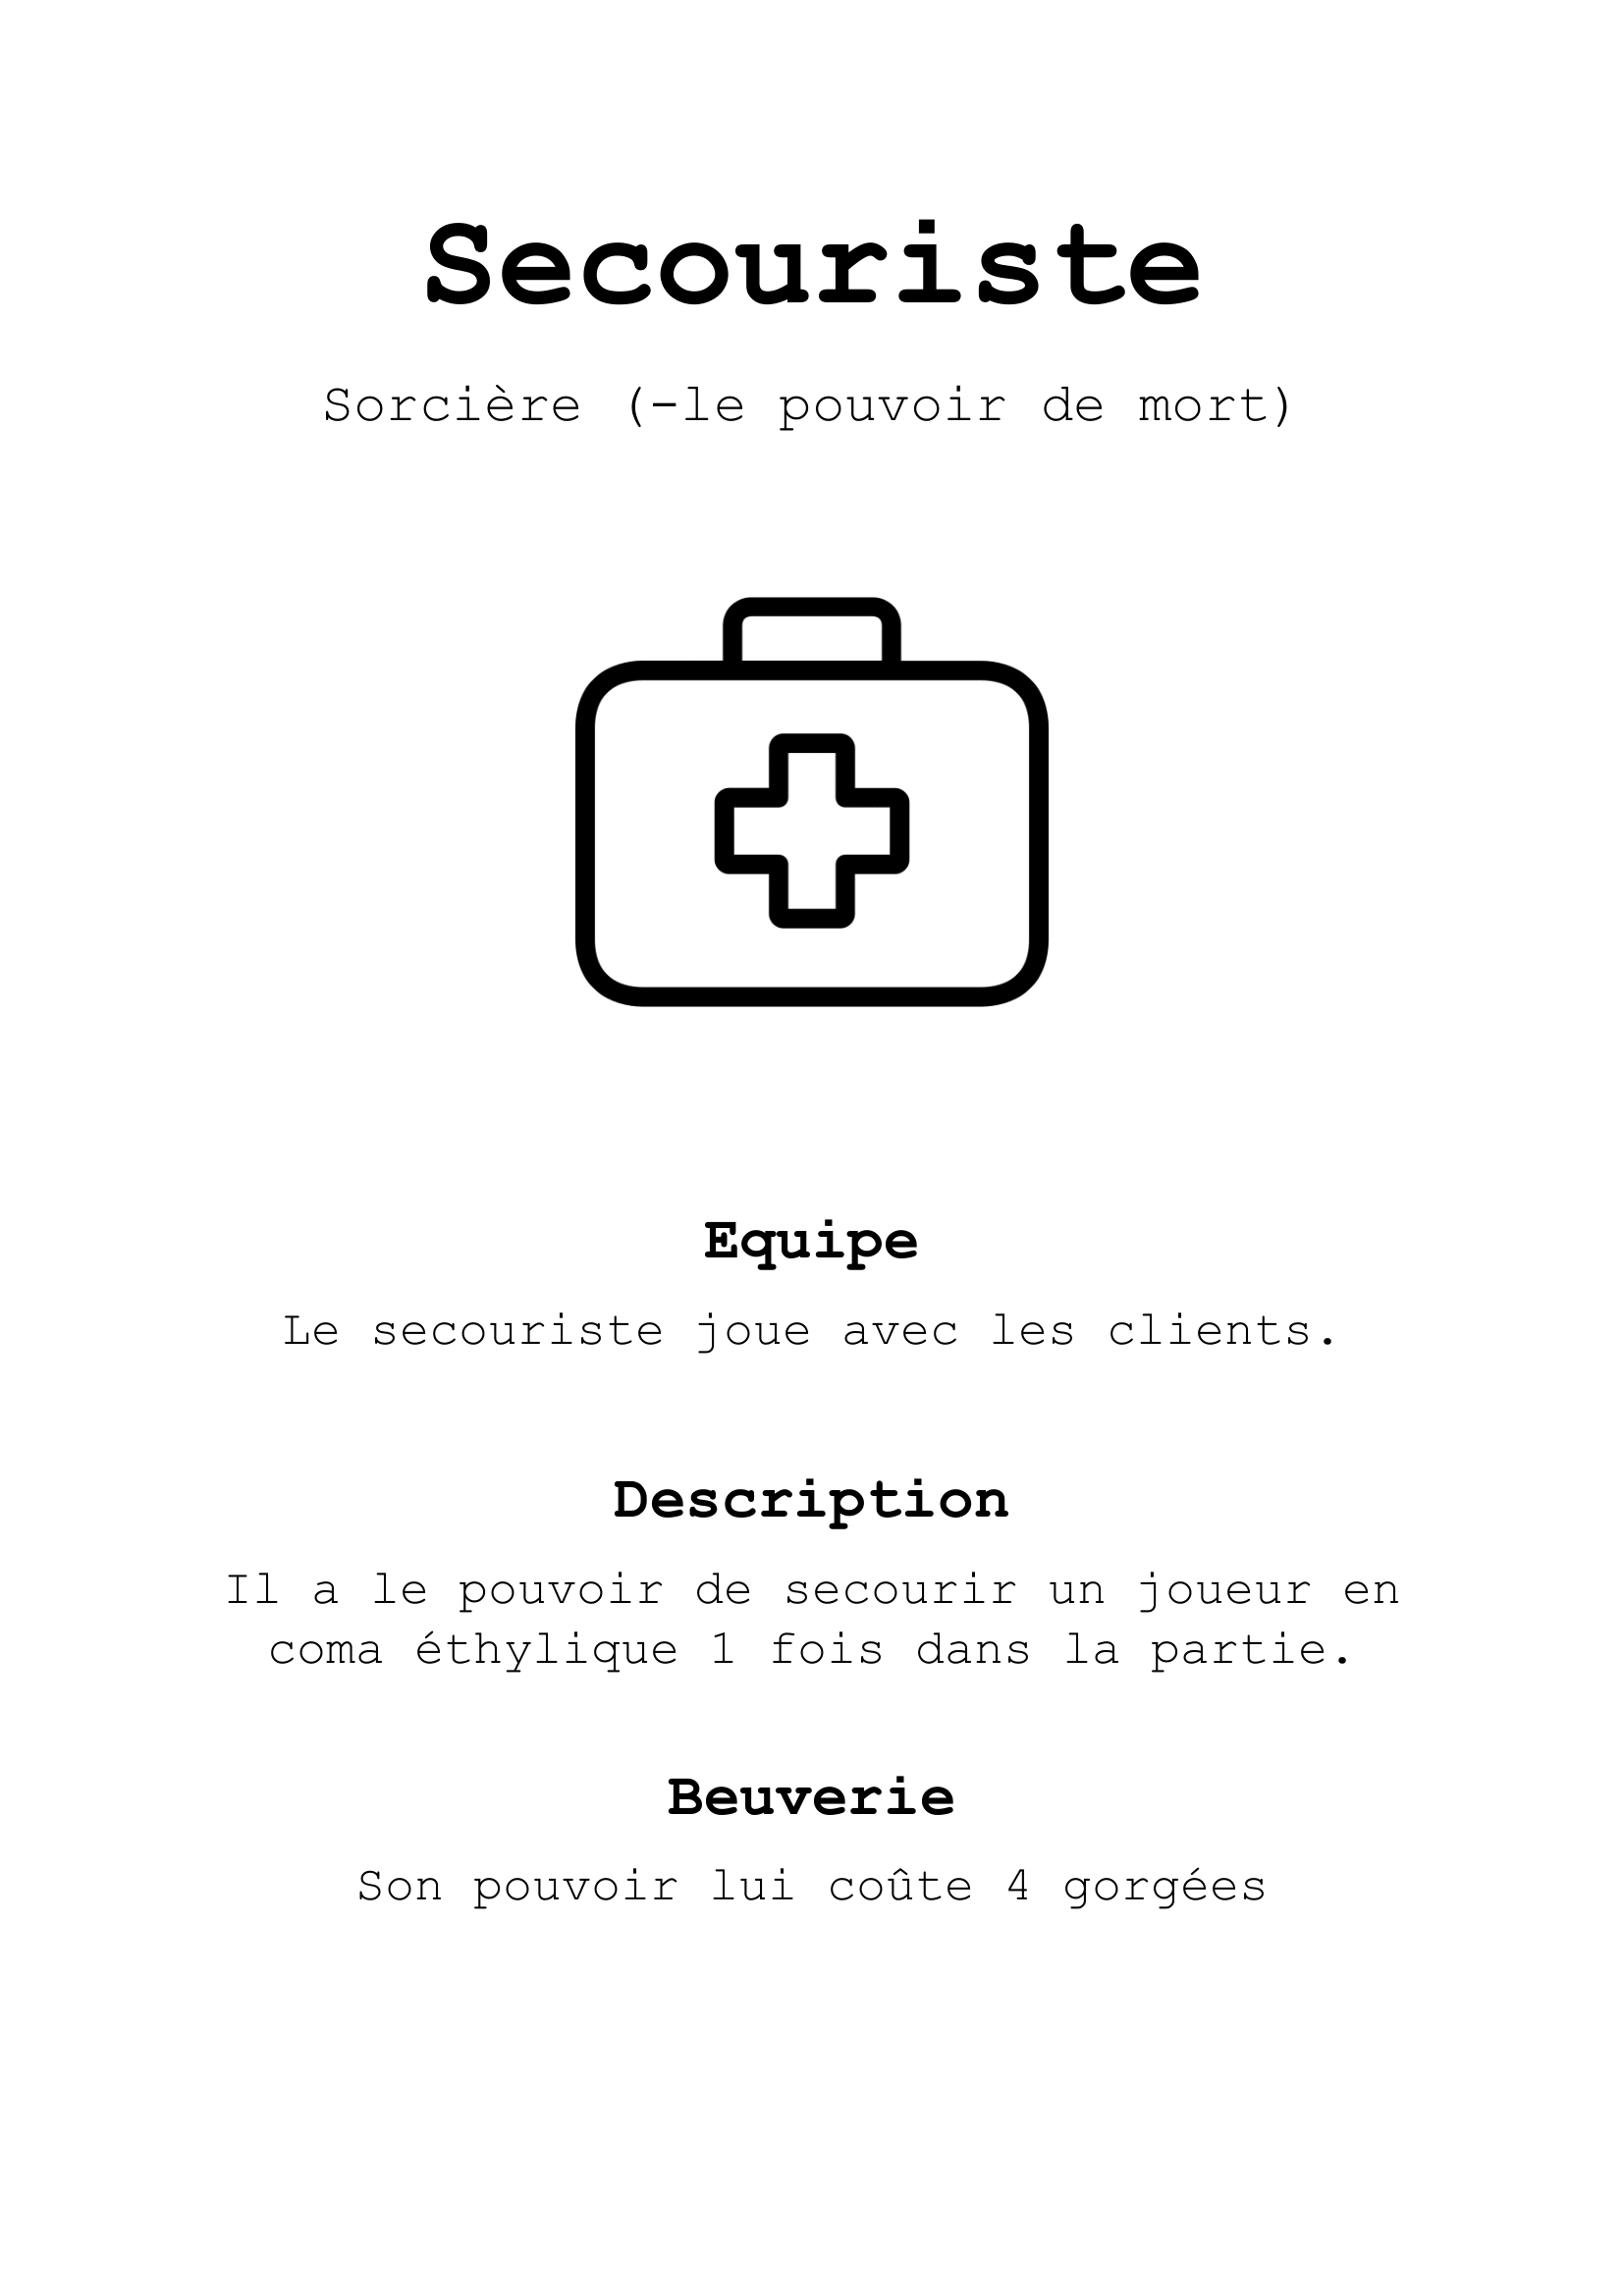 Secouriste
Sorcière (-le pouvoir de mort)
Equipe
Le secouriste joue avec les clients.
Description
Il a le pouvoir de secourir un joueur en
coma éthylique 1 fois dans la partie.
Beuverie
Son pouvoir lui coûte 4 gorgées